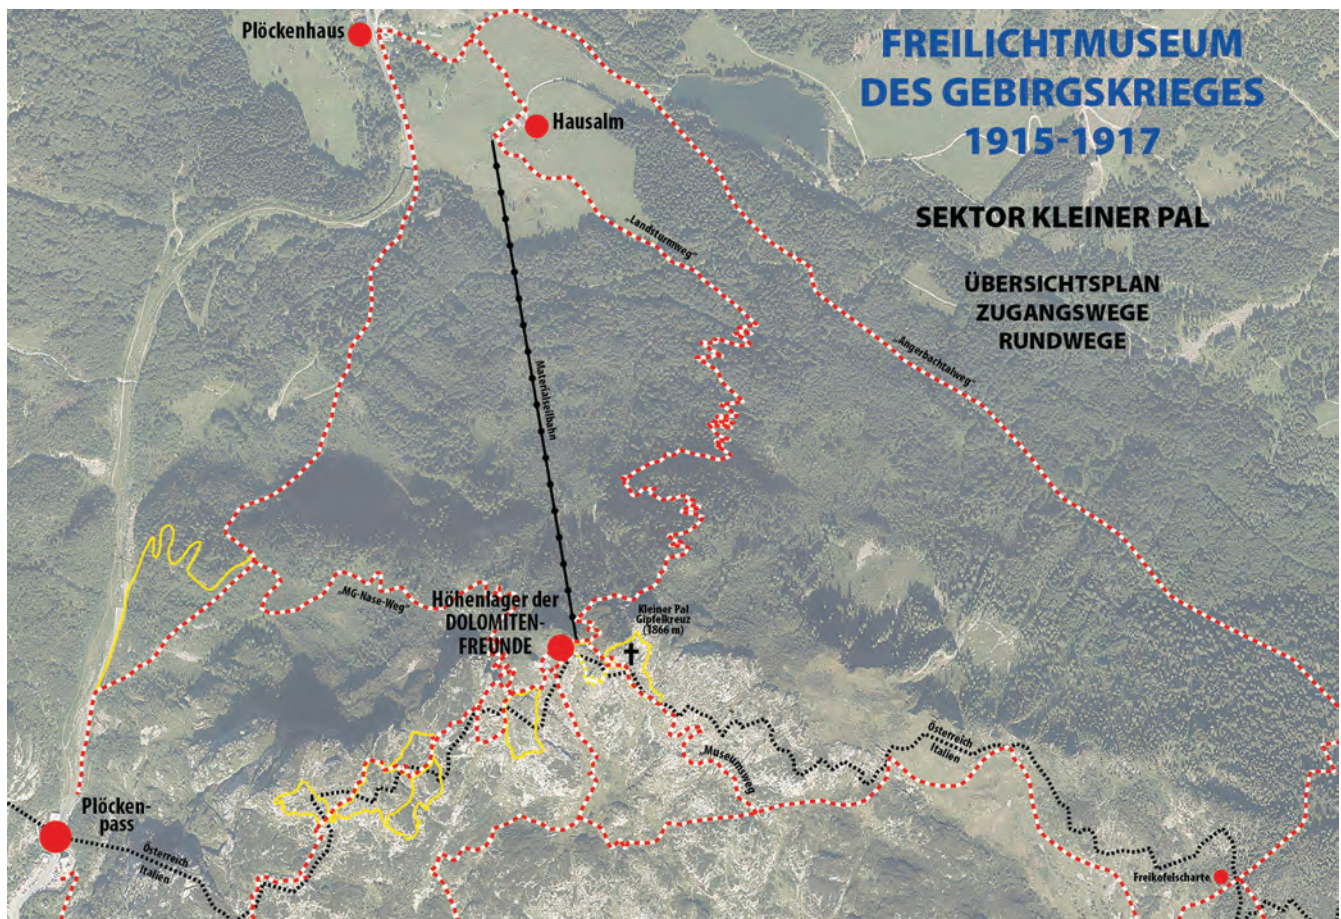 Plöckenhaus
FREILICHTMUSEUM
DES GEBIRGSKRIEGES
1915-1917
Hausalm
SEKTOR KLEINER PAL
„Landsturmweg“
ÜBERSICHTSPLAN
ZUGANGSWEGE
RUNDWEGE
„Angerbachtalweg“
Materialseilbahn
„MG-Nase-Weg“
Höhenlager der
DOLOMITEN-
FREUNDE
Kleiner Pal
Gipfelkreuz
(1866 m)
Österreich
Italien
„Museumsweg
Plöcken-
pass
Österreich
Italien
Freikofelscharte